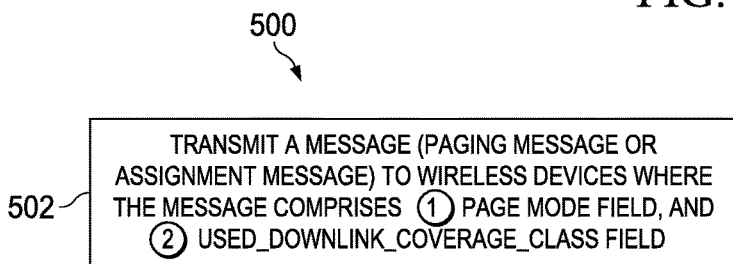 FIG.
500
TRANSMIT A MESSAGE (PAGING MESSAGE OR
ASSIGNMENT MESSAGE) TO WIRELESS DEVICES WHERE
502 THE MESSAGE COMPRISES 1 PAGE MODE FIELD, AND
2 USED_DOWNLINK_COVERAGE_CLASS FIELD